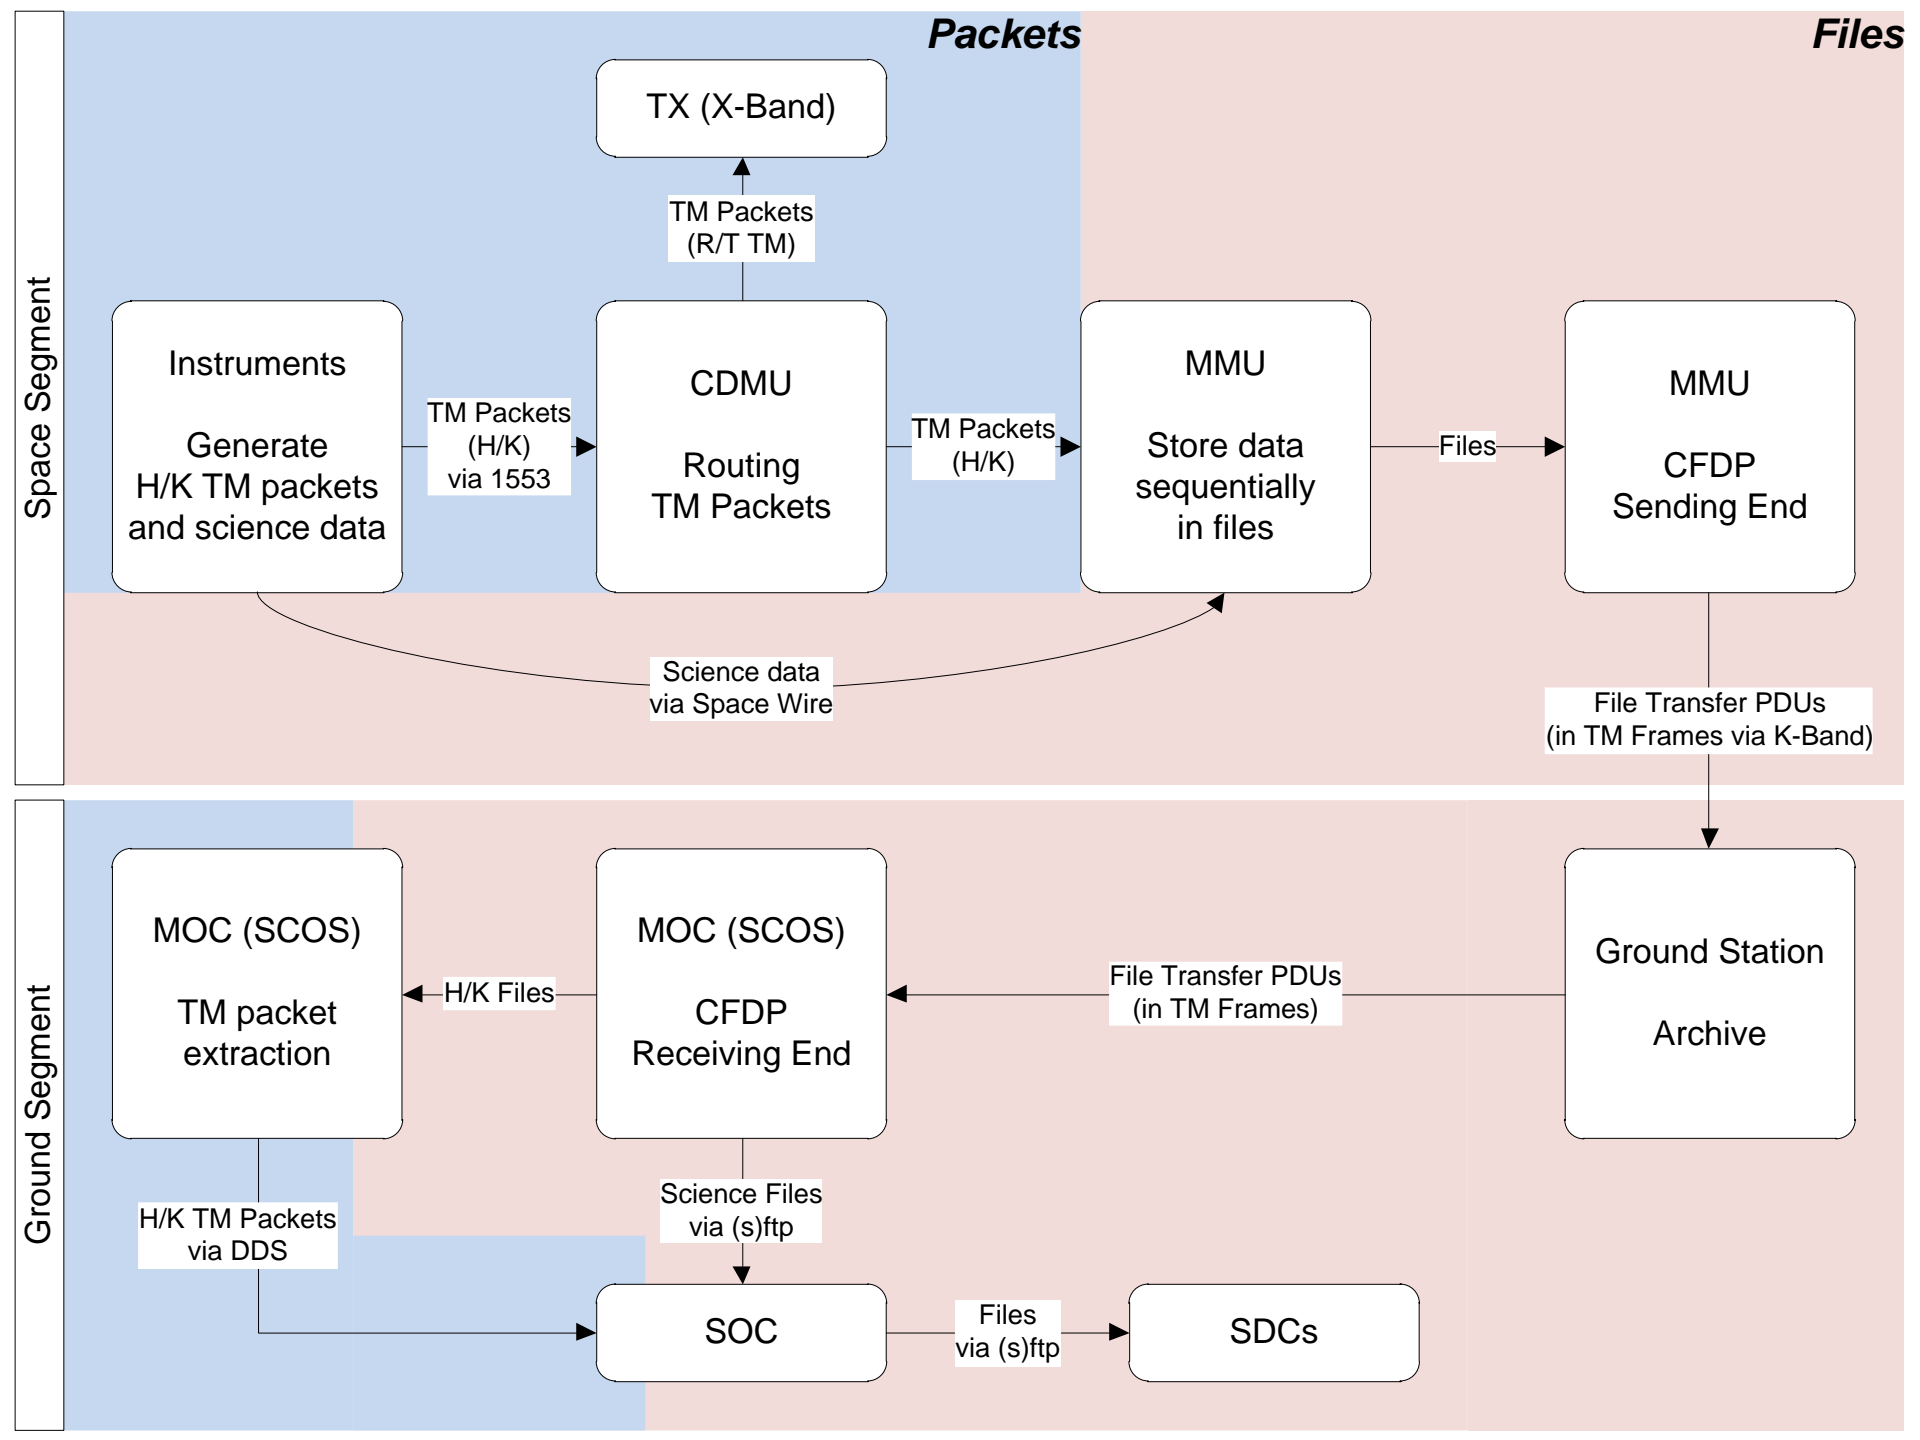 Packets
Files
Space Segment
TX (X-Band)
TM Packets
(R/T TM)
Instruments
Generate
H/K TM packets
and science data
TM Packets
(H/K)
via 1553
CDMU
Routing
TM Packets
TM Packets
(H/K)
MMU
Store data
sequentially
in files
Files
MMU
CFDP
Sending End
Science data
via Space Wire
File Transfer PDUs
(in TM Frames via K-Band)
Ground Segment
MOC (SCOS)
TM packet
extraction
H/K Files
MOC (SCOS)
CFDP
Receiving End
File Transfer PDUs
(in TM Frames)
Ground Station
Archive
H/K TM Packets
via DDS
Science Files
via (s)ftp
SOC
Files
via (s)ftp
SDCs